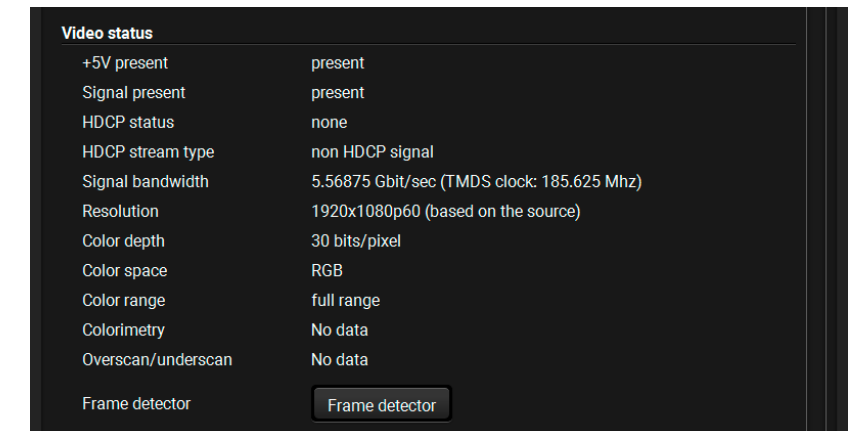 Video status
+5V present present
Signal present present
HDCP status none
HDCP stream type non HDCP signal
Signal bandwidth 5.56875 Gbit/sec (TMDS clock: 185.625 Mhz)
Resolution 1920x1080p60 (based on the source)
Color depth 30 bits/pixel
Color space RGB
Color range full range
Colorimetry No data
Overscan/underscan No data
Frame detector Frame detector